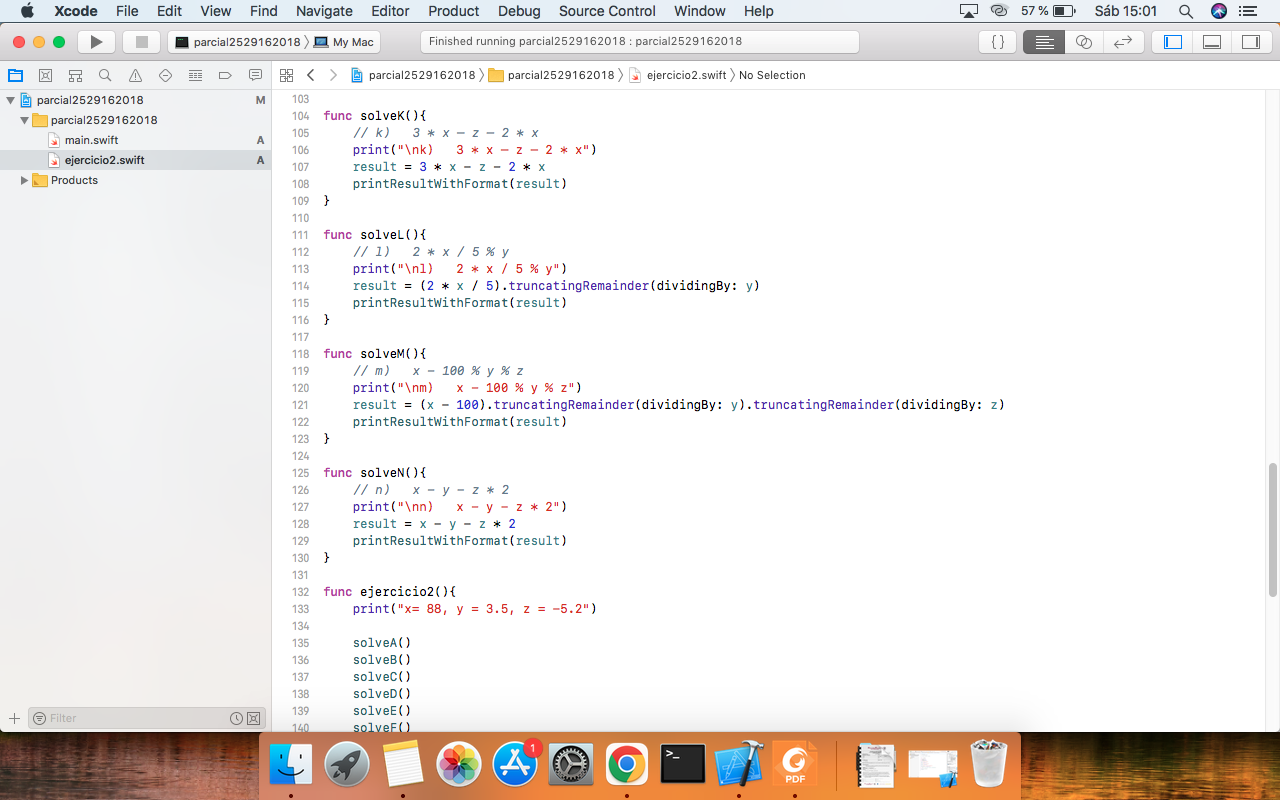 Xcode File Edit View Find Navigate Editor Product Debug Source Control Window Help 57 % Sáb 15:01
parcial2529162018 〉 My Mac Finished running parcial2529162018 : parcial2529162018 { }
parcial2529162018 〉 parcial2529162018 〉 ejercicio2.swift 〉 No Selection
parcial2529162018 M
parcial2529162018
main.swift A
ejercicio2.swift A
Products
103
104 func solveK(){
105 // k)   3 * x – z – 2 * x
106 print("\nk)   3 * x – z – 2 * x")
107 result = 3 * x - z - 2 * x
108 printResultWithFormat(result)
109 }
110
111 func solveL(){
112 // l)   2 * x / 5 % y
113 print("\nl)   2 * x / 5 % y")
114 result = (2 * x / 5).truncatingRemainder(dividingBy: y)
115 printResultWithFormat(result)
116 }
117
118 func solveM(){
119 // m)   x - 100 % y % z
120 print("\nm)   x - 100 % y % z")
121 result = (x - 100).truncatingRemainder(dividingBy: y).truncatingRemainder(dividingBy: z)
122 printResultWithFormat(result)
123 }
124
125 func solveN(){
126 // n)   x – y – z * 2
127 print("\nn)   x – y – z * 2")
128 result = x - y - z * 2
129 printResultWithFormat(result)
130 }
131
132 func ejercicio2(){
133 print("x= 88, y = 3.5, z = -5.2")
134
135 solveA()
136 solveB()
137 solveC()
138 solveD()
139 solveE()
140 solveF()
Filter
1
>_
PDF